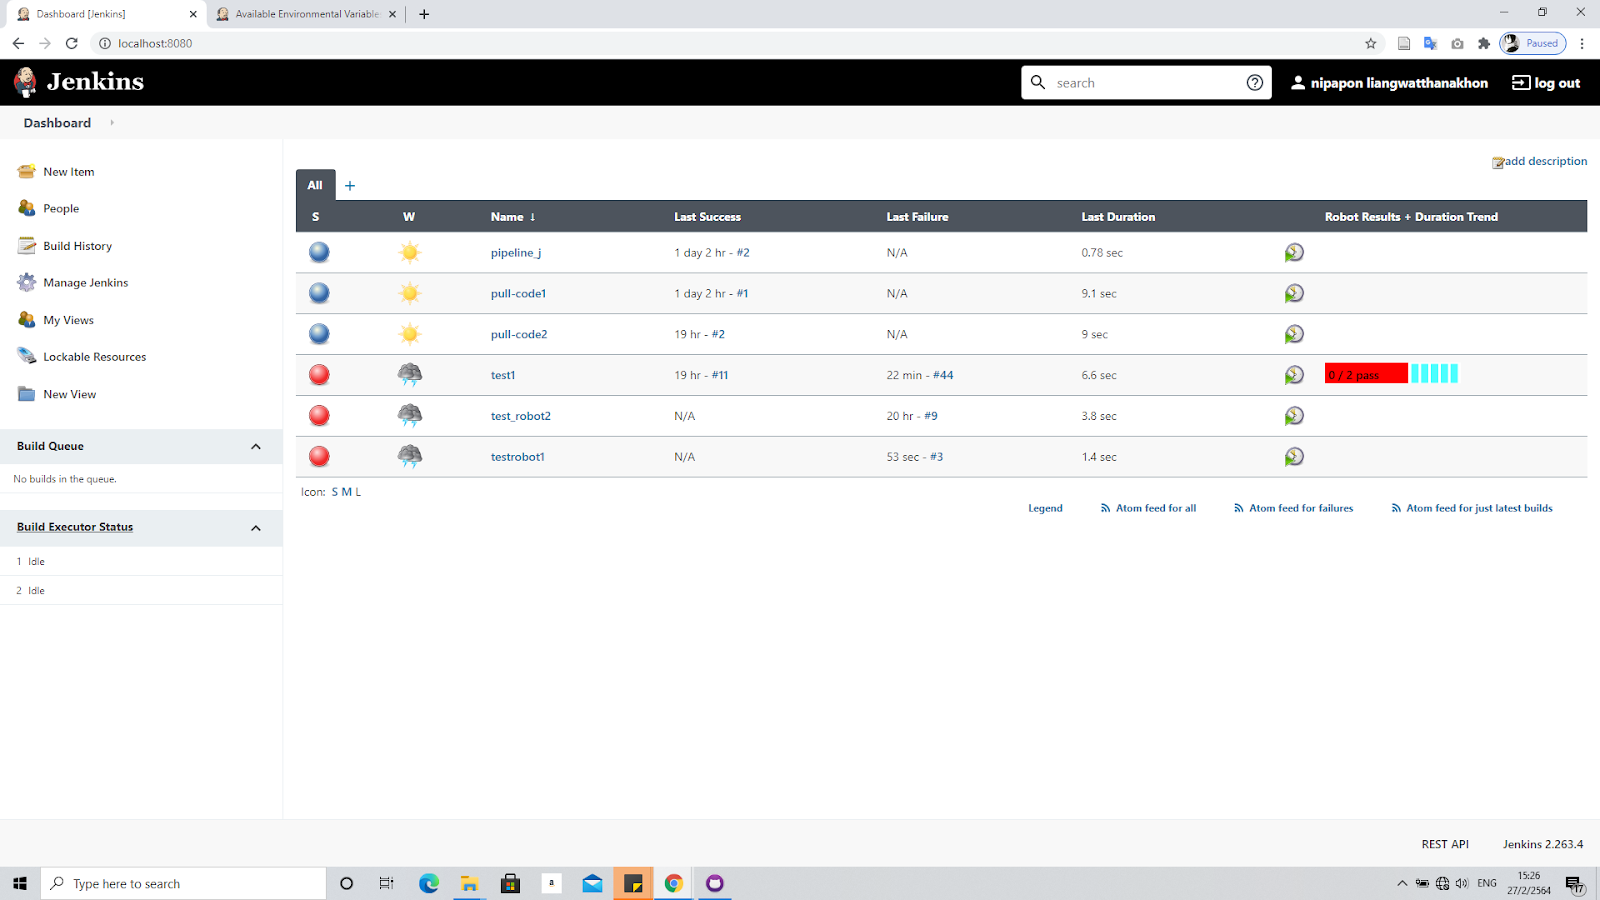 Dashboard [Jenkins]
Available Environmental Variable
localhost:8080
Paused
Jenkins
search
nipapon liangwatthanakhon
log out
Dashboard
New Item
People
Build History
Manage Jenkins
My Views
Lockable Resources
New View
Build Queue
No builds in the queue.
Build Executor Status
1 Idle
2 Idle
add description
All +
S W Name ↓ Last Success Last Failure Last Duration Robot Results + Duration Trend
pipeline_j 1 day 2 hr - #2 N/A 0.78 sec
pull-code1 1 day 2 hr - #1 N/A 9.1 sec
pull-code2 19 hr - #2 N/A 9 sec
test1 19 hr - #11 22 min - #44 6.6 sec 0 / 2 pass
test_robot2 N/A 20 hr - #9 3.8 sec
testrobot1 N/A 53 sec - #3 1.4 sec
Icon: S M L
Legend Atom feed for all Atom feed for failures Atom feed for just latest builds
REST API Jenkins 2.263.4
Type here to search
a
ENG
15:26
27/2/2564
17